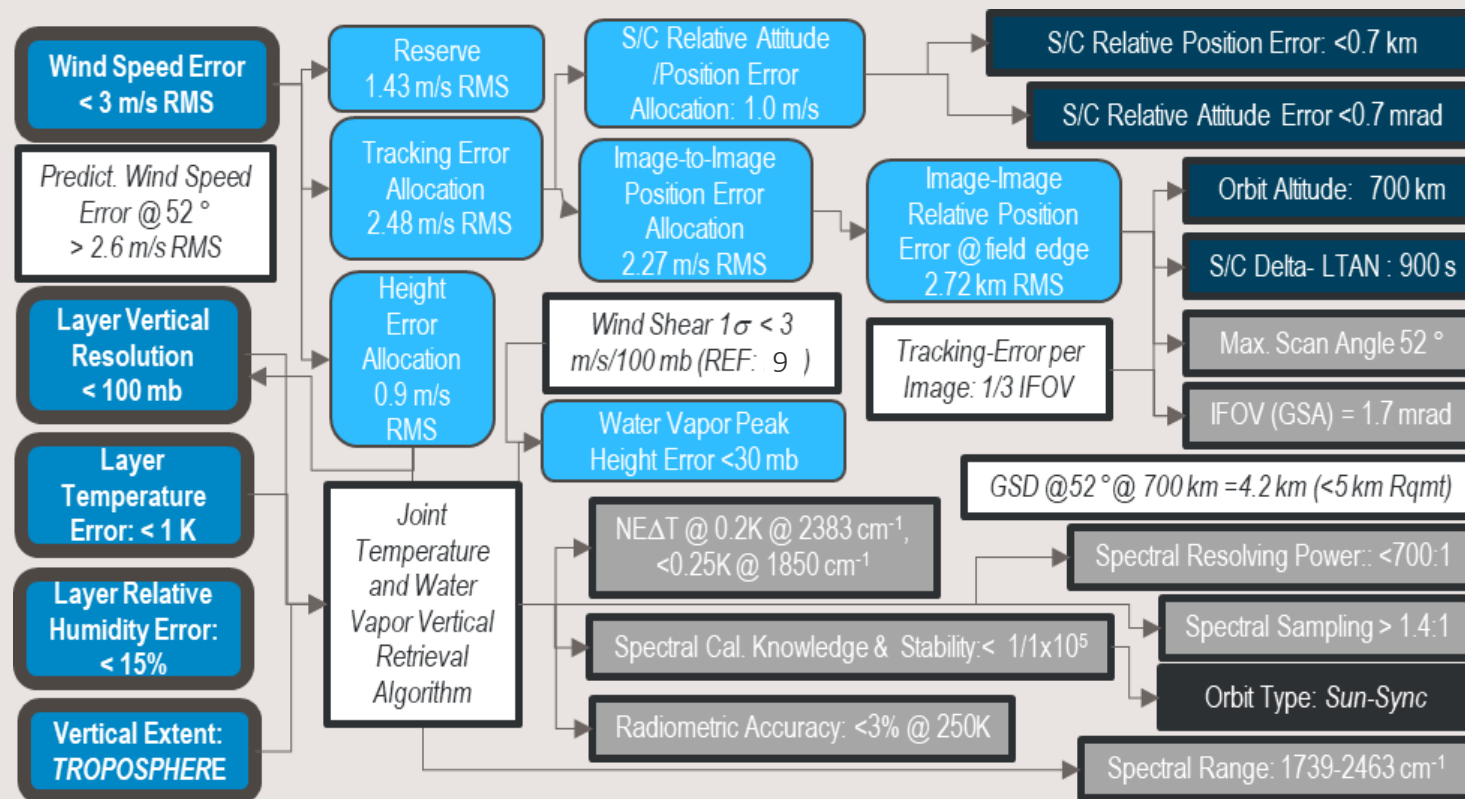 Wind Speed Error
< 3 m/s RMS
Predict. Wind Speed
Error @ 52 °
> 2.6 m/s RMS
Layer Vertical
Resolution
< 100 mb
Layer
Temperature
Error: < 1 K
Layer Relative
Humidity Error:
< 15%
Vertical Extent:
TROPOSPHERE
Reserve
1.43 m/s RMS
Tracking Error
Allocation
2.48 m/s RMS
Height
Error
Allocation
0.9 m/s
RMS
Joint
Temperature
and Water
Vapor Vertical
Retrieval
Algorithm
S/C Relative Attitude
/Position Error
Allocation: 1.0 m/s
Image-to-Image
Position Error
Allocation
2.27 m/s RMS
Wind Shear 1σ < 3
m/s/100 mb (REF: 9 )
Water Vapor Peak
Height Error <30 mb
NEΔT @ 0.2K @ 2383 cm⁻¹,
<0.25K @ 1850 cm⁻¹
Spectral Cal. Knowledge & Stability:< 1/1x10⁵
Radiometric Accuracy: <3% @ 250K
Image-Image
Relative Position
Error @ field edge
2.72 km RMS
Tracking-Error per
Image: 1/3 IFOV
S/C Relative Position Error: <0.7 km
S/C Relative Attitude Error <0.7 mrad
Orbit Altitude: 700 km
S/C Delta- LTAN : 900 s
Max. Scan Angle 52 °
IFOV (GSA) = 1.7 mrad
GSD @52 °@ 700 km =4.2 km (<5 km Rqmt)
Spectral Resolving Power:: <700:1
Spectral Sampling > 1.4:1
Orbit Type: Sun-Sync
Spectral Range: 1739-2463 cm⁻¹